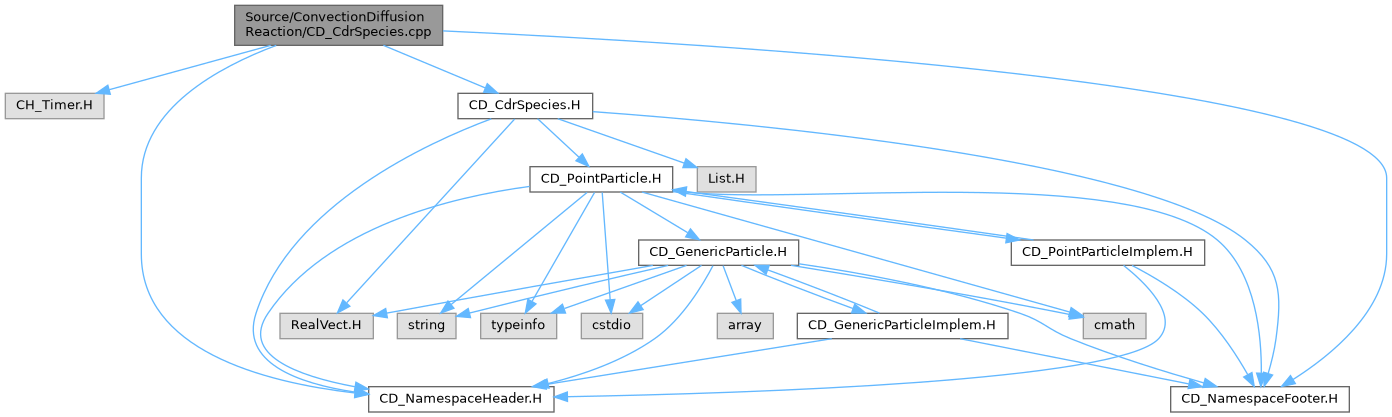 Source/ConvectionDiffusion
Reaction/CD_CdrSpecies.cpp
CH_Timer.H
CD_CdrSpecies.H
CD_PointParticle.H
List.H
CD_GenericParticle.H
CD_PointParticleImplem.H
RealVect.H
string
typeinfo
cstdio
array
CD_GenericParticleImplem.H
cmath
CD_NamespaceHeader.H
CD_NamespaceFooter.H